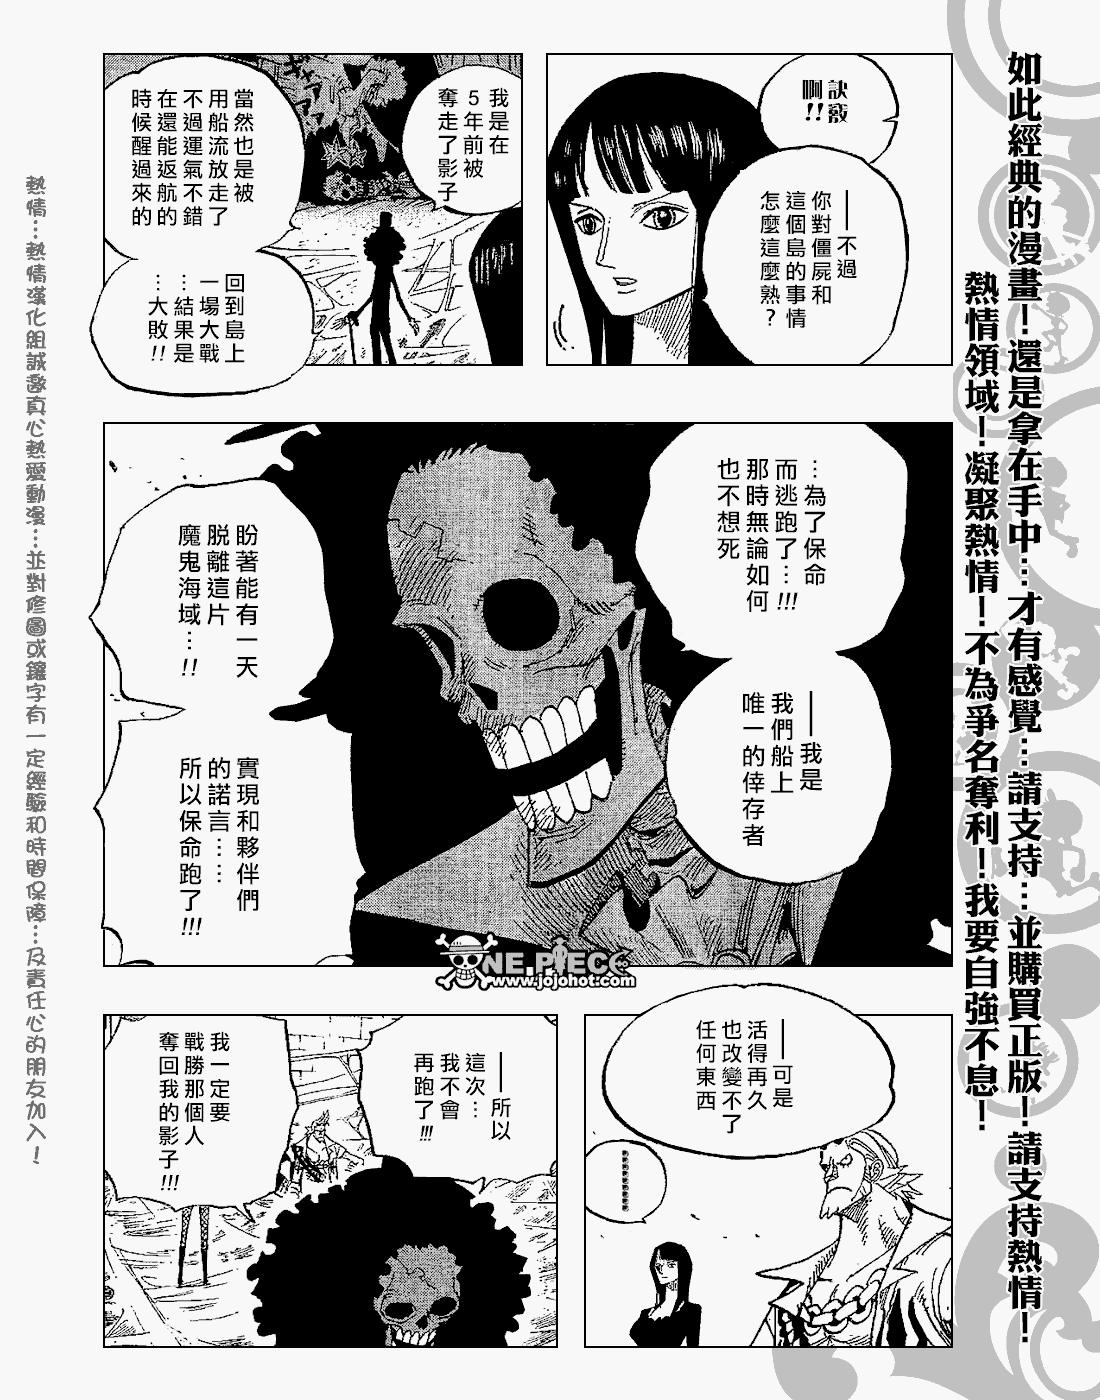 如此經典的漫畫！還是拿在手中…才有感覺…請支持…並購買正版！請支持熱情！
熱情領域！凝聚熱情！不為爭名奪利！我要自強不息！
訣竅
啊!!
──不過
你對僵屍和
這個島的事情
怎麼這麼熟？
我是在
5年前被
奪走了影子
ギャアアア
當然也是被
用船流放走了
不過運氣不錯
在還能返航的
時候醒過來的
回到島上
一場大戰
…結果是
…大敗!!
…為了保命
而逃跑了…!!!
那時無論如何
也不想死
──我是
我們船上
唯一的倖存者
盼著能有一天
脱離這片
魔鬼海域…!!
實現和夥伴們
的諾言……
所以保命跑了!!!
ONE PIECE
www.jojohot.com
──可是
活得再久
也改變不了
任何東西
………
──所以
這次…
我不會
再跑了!!!
我一定要
戰勝那個人
奪回我的影子!!!
熱情…熱情漢化組誠邀真心熱愛動漫…並對修圖或鑲字有一定經驗和時間保障…及責任心的朋友加入！